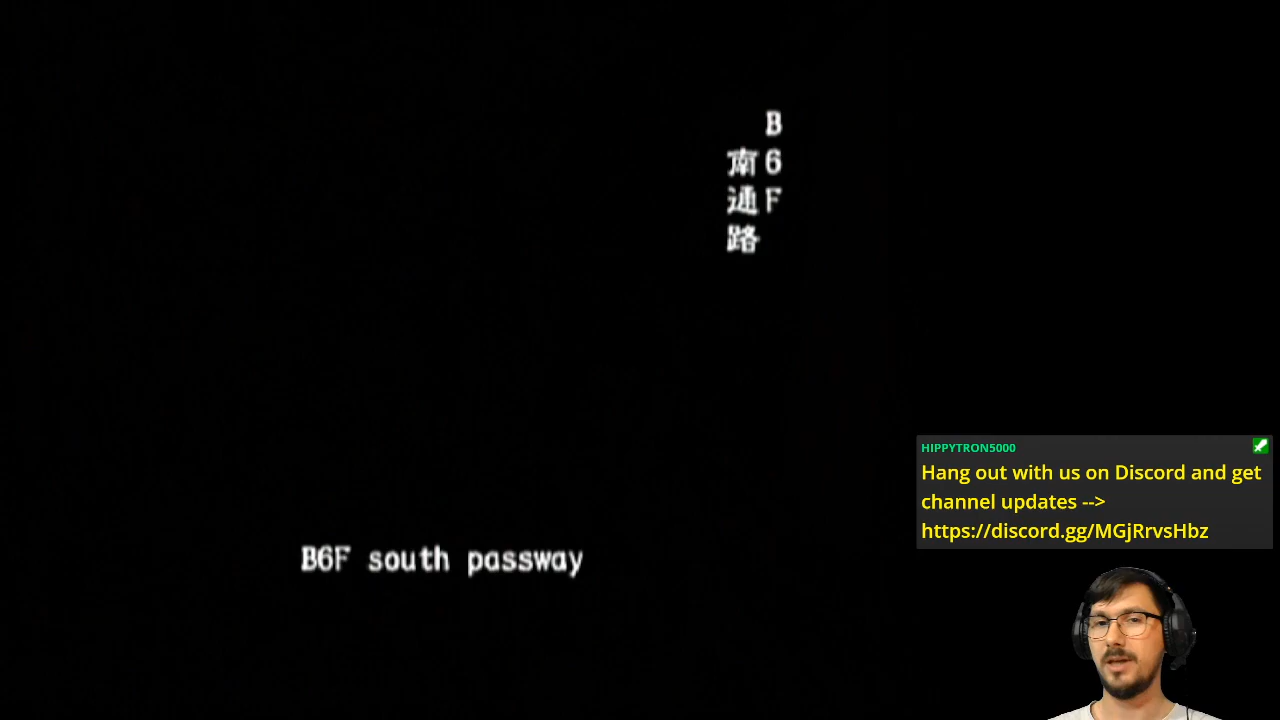 B6F
南通路
B6F south passway
HIPPYTRON5000
Hang out with us on Discord and get
channel updates -->
https://discord.gg/MGjRrvsHbz